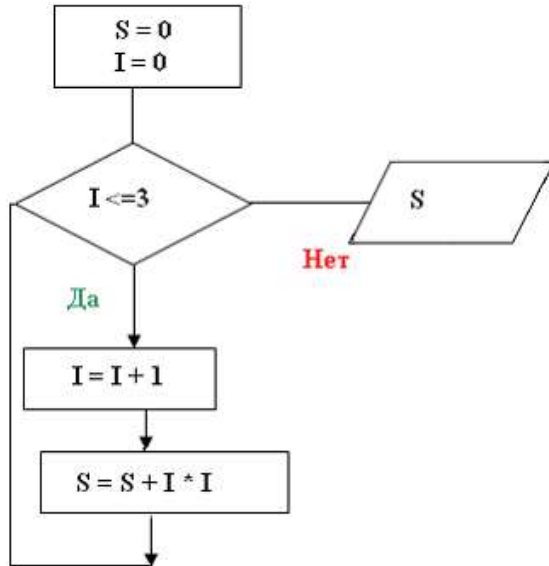 S = 0
I = 0
I <=3
S
Нет
Да
I = I + 1
S = S + I * I